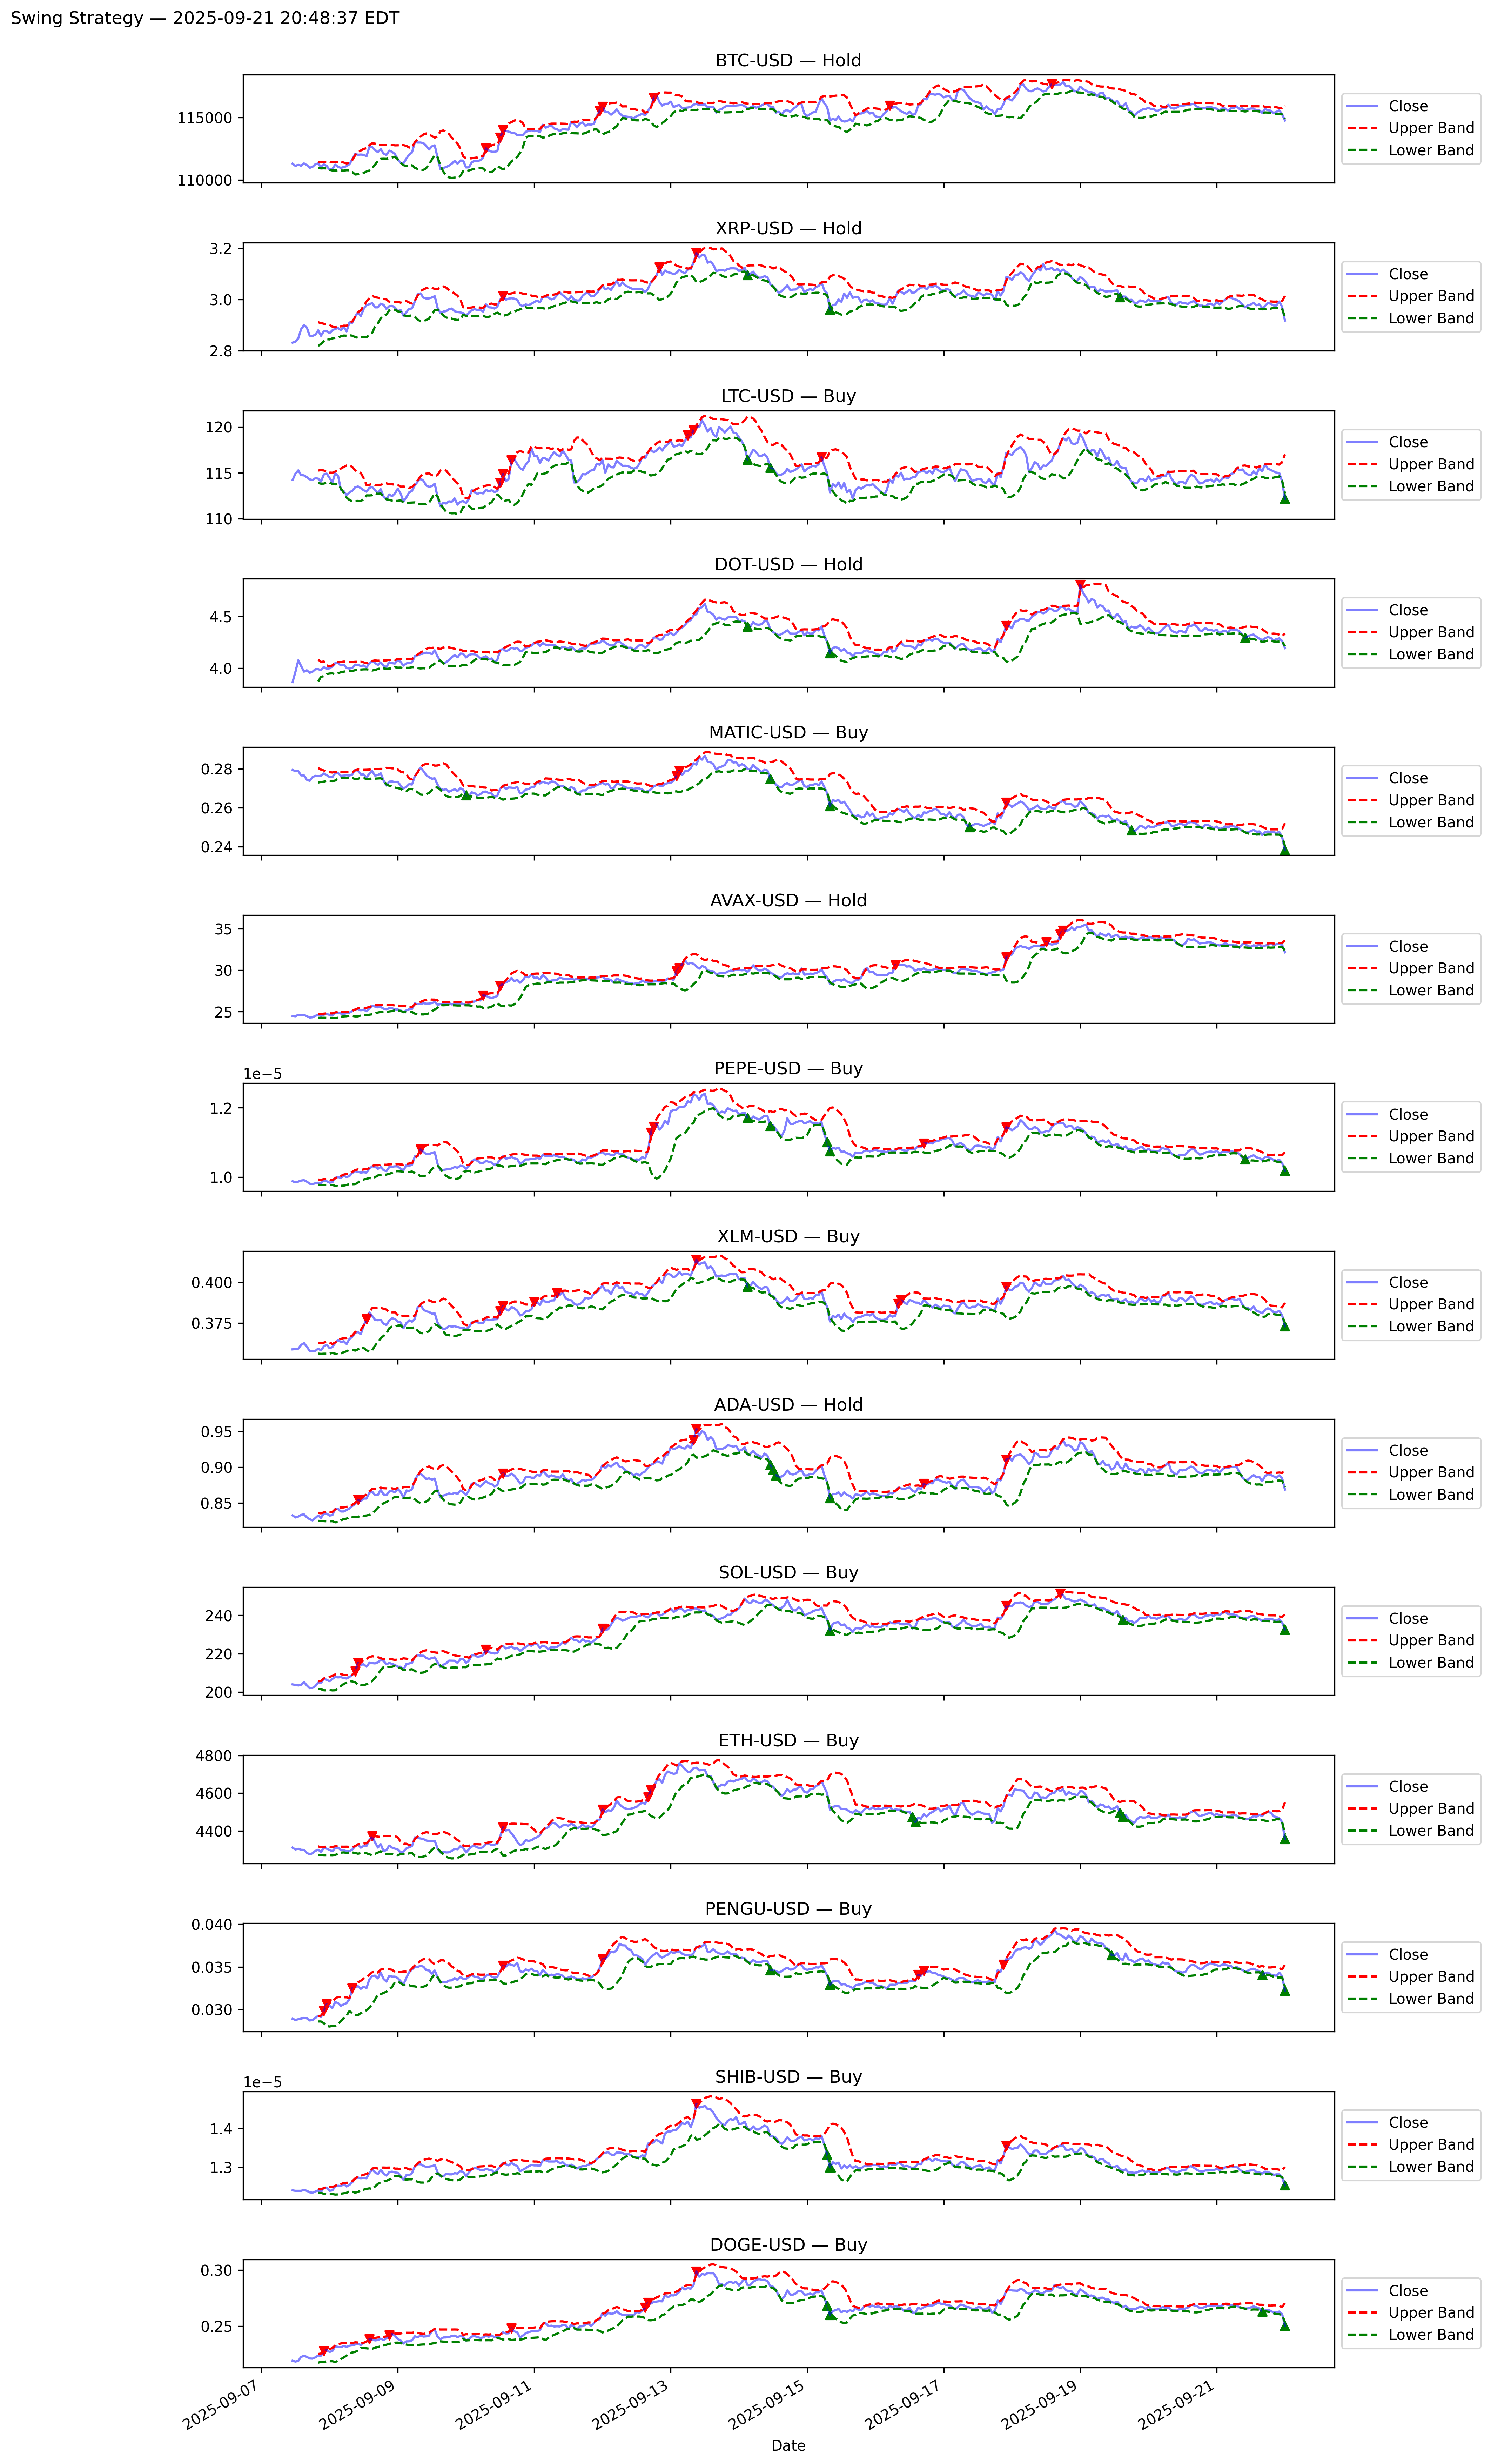 Swing Strategy — 2025-09-21 20:48:37 EDT
BTC-USD — Hold
115000
110000
Close
Upper Band
Lower Band
XRP-USD — Hold
3.2
3.0
2.8
Close
Upper Band
Lower Band
LTC-USD — Buy
120
115
110
Close
Upper Band
Lower Band
DOT-USD — Hold
4.5
4.0
Close
Upper Band
Lower Band
MATIC-USD — Buy
0.28
0.26
0.24
Close
Upper Band
Lower Band
AVAX-USD — Hold
35
30
25
Close
Upper Band
Lower Band
PEPE-USD — Buy
1e−5
1.2
1.0
Close
Upper Band
Lower Band
XLM-USD — Buy
0.400
0.375
Close
Upper Band
Lower Band
ADA-USD — Hold
0.95
0.90
0.85
Close
Upper Band
Lower Band
SOL-USD — Buy
240
220
200
Close
Upper Band
Lower Band
ETH-USD — Buy
4800
4600
4400
Close
Upper Band
Lower Band
PENGU-USD — Buy
0.040
0.035
0.030
Close
Upper Band
Lower Band
SHIB-USD — Buy
1e−5
1.4
1.3
Close
Upper Band
Lower Band
DOGE-USD — Buy
0.30
0.25
Close
Upper Band
Lower Band
2025-09-07
2025-09-09
2025-09-11
2025-09-13
2025-09-15
2025-09-17
2025-09-19
2025-09-21
Date